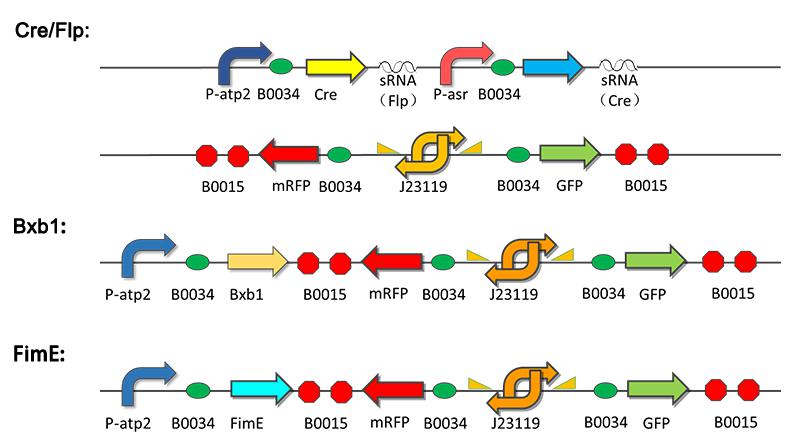 Cre/Flp:
P-atp2 B0034 Cre sRNA P-asr B0034 sRNA
（Flp） （Cre）
B0015 mRFP B0034 J23119 B0034 GFP B0015
Bxb1:
P-atp2 B0034 Bxb1 B0015 mRFP B0034 J23119 B0034 GFP B0015
FimE:
P-atp2 B0034 FimE B0015 mRFP B0034 J23119 B0034 GFP B0015